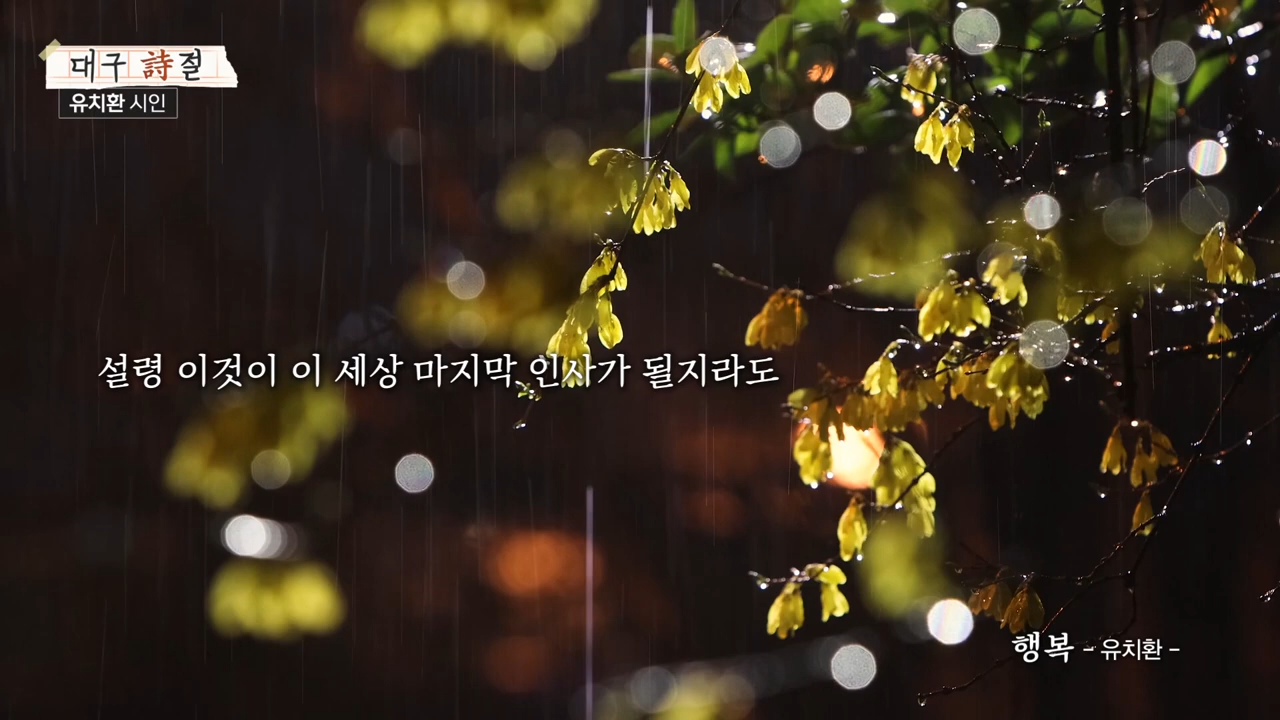 대구 詩절
유치환 시인
설령 이것이 이 세상 마지막 인사가 될지라도
행복 - 유치환 -